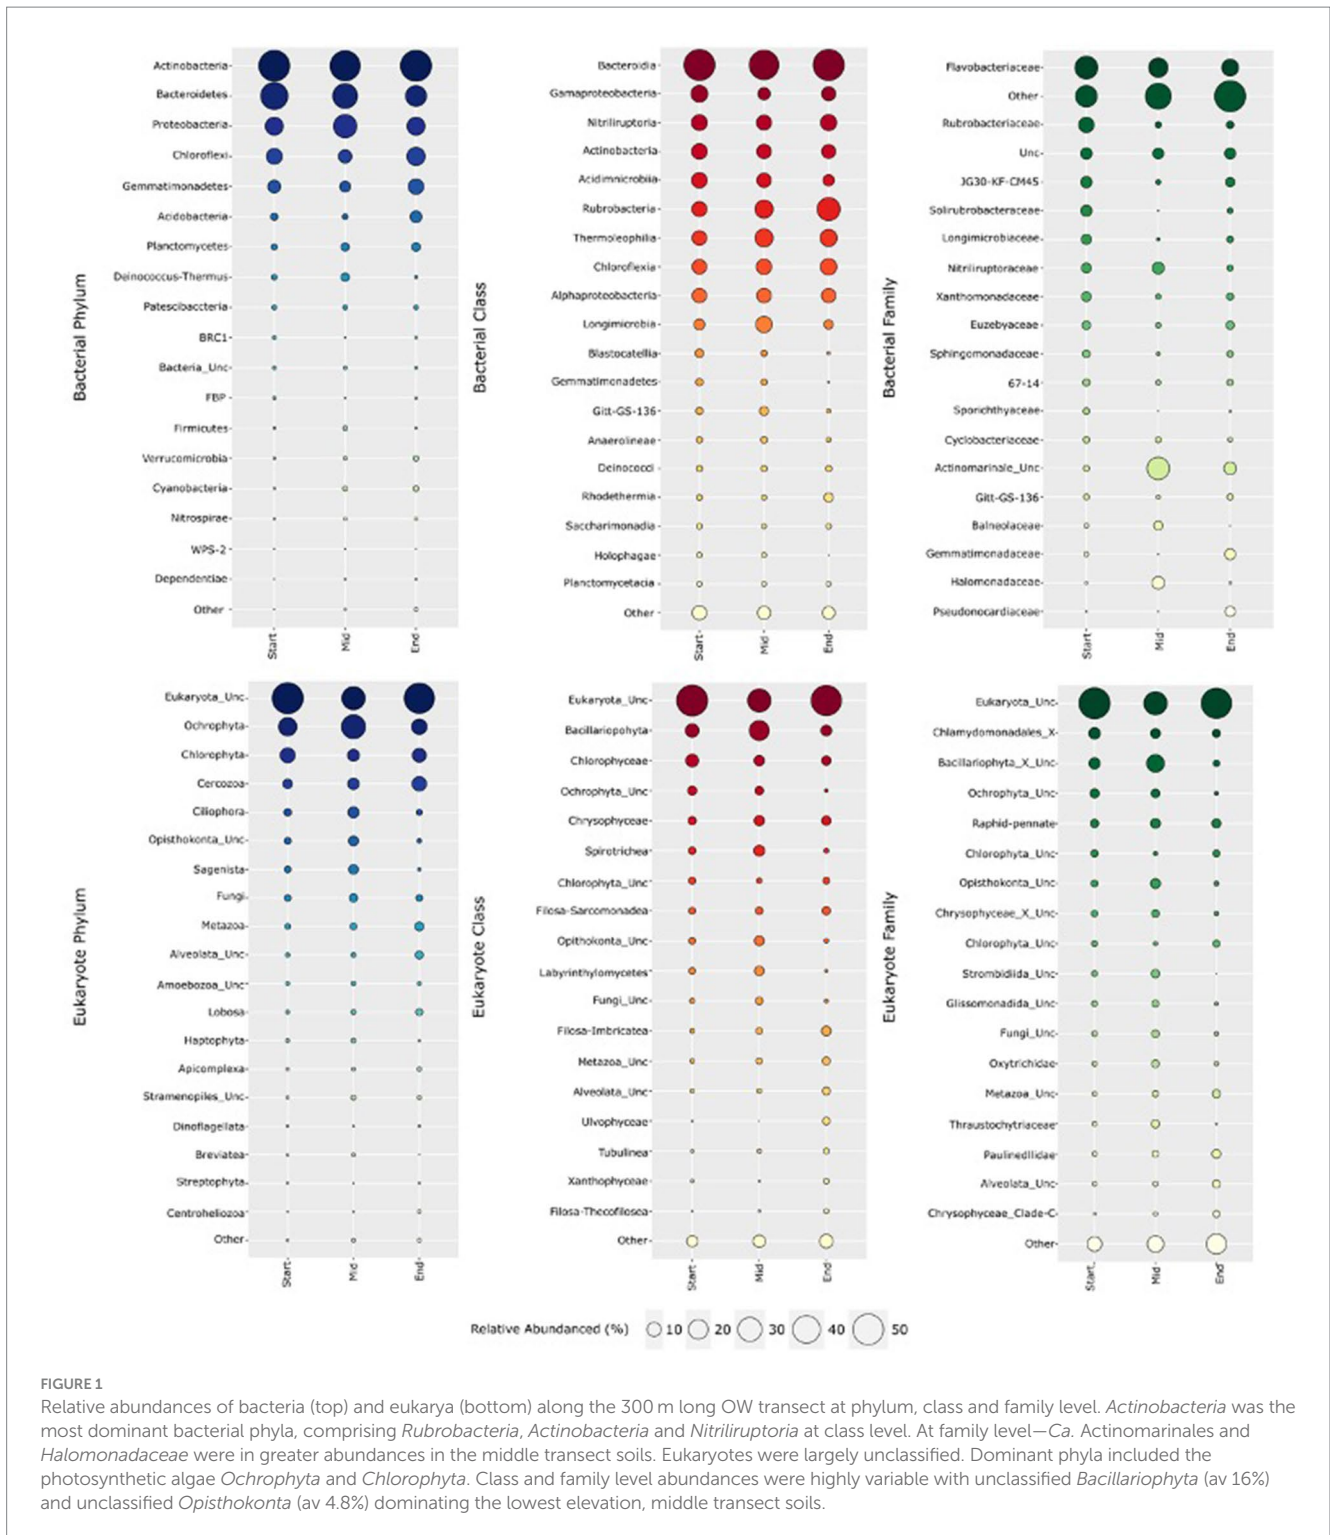 Bacterial Phylum
Actinobacteria
Bacteroidetes
Proteobacteria
Chloroflexi
Gemmatimonadetes
Acidobacteria
Planctomycetes
Deinococcus-Thermus
Patescibaccteria
BRC1
Bacteria_Unc
FBP
Firmicutes
Verrucomicrobia
Cyanobacteria
Nitrospirae
WPS-2
Dependentiae
Other
Start
Mid
End
Bacterial Class
Bacteroidia
Gamaproteobacteria
Nitriliruptoria
Actinobacteria
Acidimnicrobiia
Rubrobacteria
Thermoleophilia
Chloroflexia
Alphaproteobacteria
Longimicrobia
Blastocatellia
Gemmatimonadetes
Gitt-GS-136
Anaerolineae
Deinococci
Rhodethermia
Saccharimonadia
Holophagae
Planctomycetacia
Other
Start
Mid
End
Bacterial Family
Flavobacteriaceae
Other
Rubrobacteriaceae
Unc
JG30-KF-CM45
Solirubrobacteraceae
Longimicrobiaceae
Nitriliruptoraceae
Xanthomonadaceae
Euzebyaceae
Sphingomonadaceae
67-14
Sporichthyaceae
Cyclobacteriaceae
Actinomarinale_Unc
Gitt-GS-136
Balneolaceae
Gemmatimonadaceae
Halomonadaceae
Pseudonocardiaceae
Start
Mid
End
Eukaryote Phylum
Eukaryota_Unc
Ochrophyta
Chlorophyta
Cercozoa
Ciliophora
Opisthokonta_Unc
Sagenista
Fungi
Metazoa
Alveolata_Unc
Amoebozoa_Unc
Lobosa
Haptophyta
Apicomplexa
Stramenopiles_Unc
Dinoflagellata
Breviatea
Streptophyta
Centroheliozoa
Other
Start
Mid
End
Eukaryote Class
Eukaryota_Unc
Bacillariopohyta
Chlorophyceae
Ochrophyta_Unc
Chrysophyceae
Spirotrichea
Chlorophyta_Unc
Filosa-Sarcomonadea
Opithokonta_Unc
Labyrinthylomycetes
Fungi_Unc
Filosa-Imbricatea
Metazoa_Unc
Alveolata_Unc
Ulvophyceae
Tubulinea
Xanthophyceae
Filosa-Thecofilosea
Other
Start
Mid
End
Eukaryote Family
Eukaryota_Unc
Chlamydomonadales_X
Bacillariophyta_X_Unc
Ochrophyta_Unc
Raphid-pennate
Chlorophyta_Unc
Opisthokonta_Unc
Chrysophyceae_X_Unc
Chlorophyta_Unc
Strombidiida_Unc
Glissomonadida_Unc
Fungi_Unc
Oxytrichidae
Metazoa_Unc
Thraustochytriaceae
Paulinedllidae
Alveolata_Unc
Chrysophyceae_Clade-C
Other
Start
Mid
End
Relative Abundanced (%) 10 20 30 40 50
FIGURE 1
Relative abundances of bacteria (top) and eukarya (bottom) along the 300 m long OW transect at phylum, class and family level. Actinobacteria was the
most dominant bacterial phyla, comprising Rubrobacteria, Actinobacteria and Nitriliruptoria at class level. At family level—Ca. Actinomarinales and
Halomonadaceae were in greater abundances in the middle transect soils. Eukaryotes were largely unclassified. Dominant phyla included the
photosynthetic algae Ochrophyta and Chlorophyta. Class and family level abundances were highly variable with unclassified Bacillariophyta (av 16%)
and unclassified Opisthokonta (av 4.8%) dominating the lowest elevation, middle transect soils.